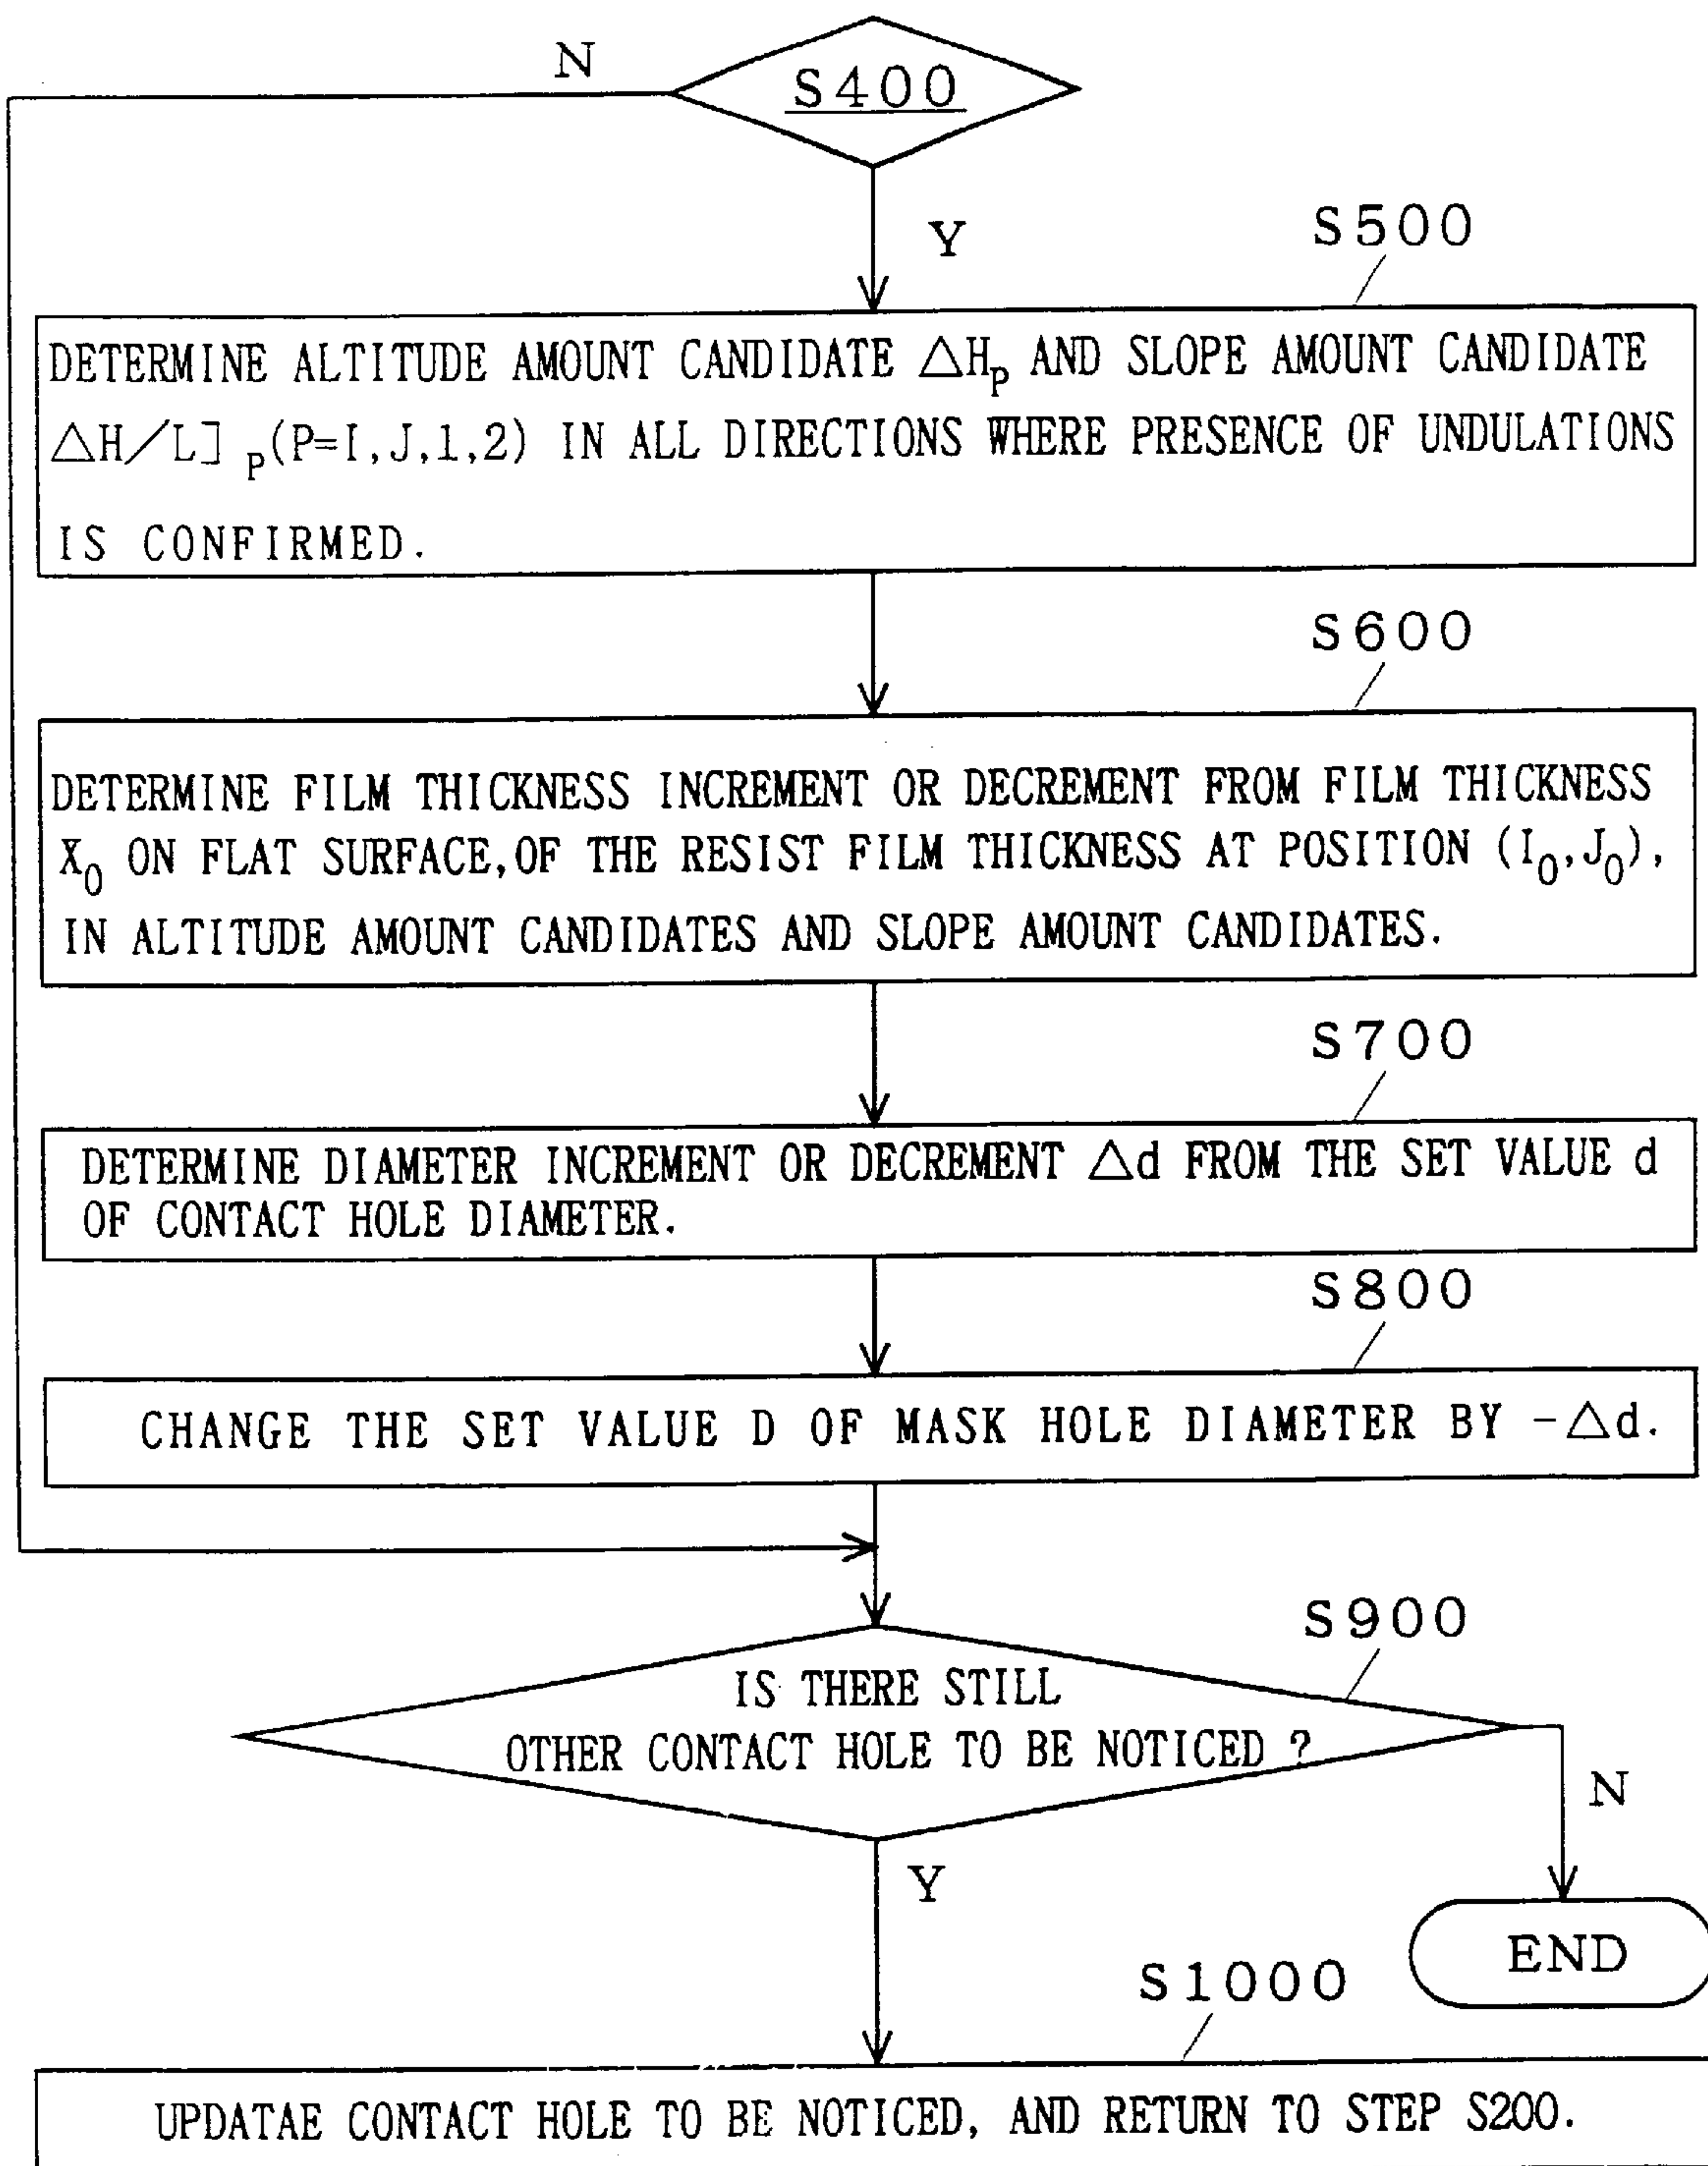 N
S400
Y
S500
DETERMINE ALTITUDE AMOUNT CANDIDATE △Hp AND SLOPE AMOUNT CANDIDATE
△H/L] p(P=I,J,1,2) IN ALL DIRECTIONS WHERE PRESENCE OF UNDULATIONS
IS CONFIRMED.
S600
DETERMINE FILM THICKNESS INCREMENT OR DECREMENT FROM FILM THICKNESS
X0 ON FLAT SURFACE,OF THE RESIST FILM THICKNESS AT POSITION (I0,J0),
IN ALTITUDE AMOUNT CANDIDATES AND SLOPE AMOUNT CANDIDATES.
S700
DETERMINE DIAMETER INCREMENT OR DECREMENT △d FROM THE SET VALUE d
OF CONTACT HOLE DIAMETER.
S800
CHANGE THE SET VALUE D OF MASK HOLE DIAMETER BY -△d.
S900
IS THERE STILL
OTHER CONTACT HOLE TO BE NOTICED ?
N
Y
END
S1000
UPDATAE CONTACT HOLE TO BE NOTICED, AND RETURN TO STEP S200.